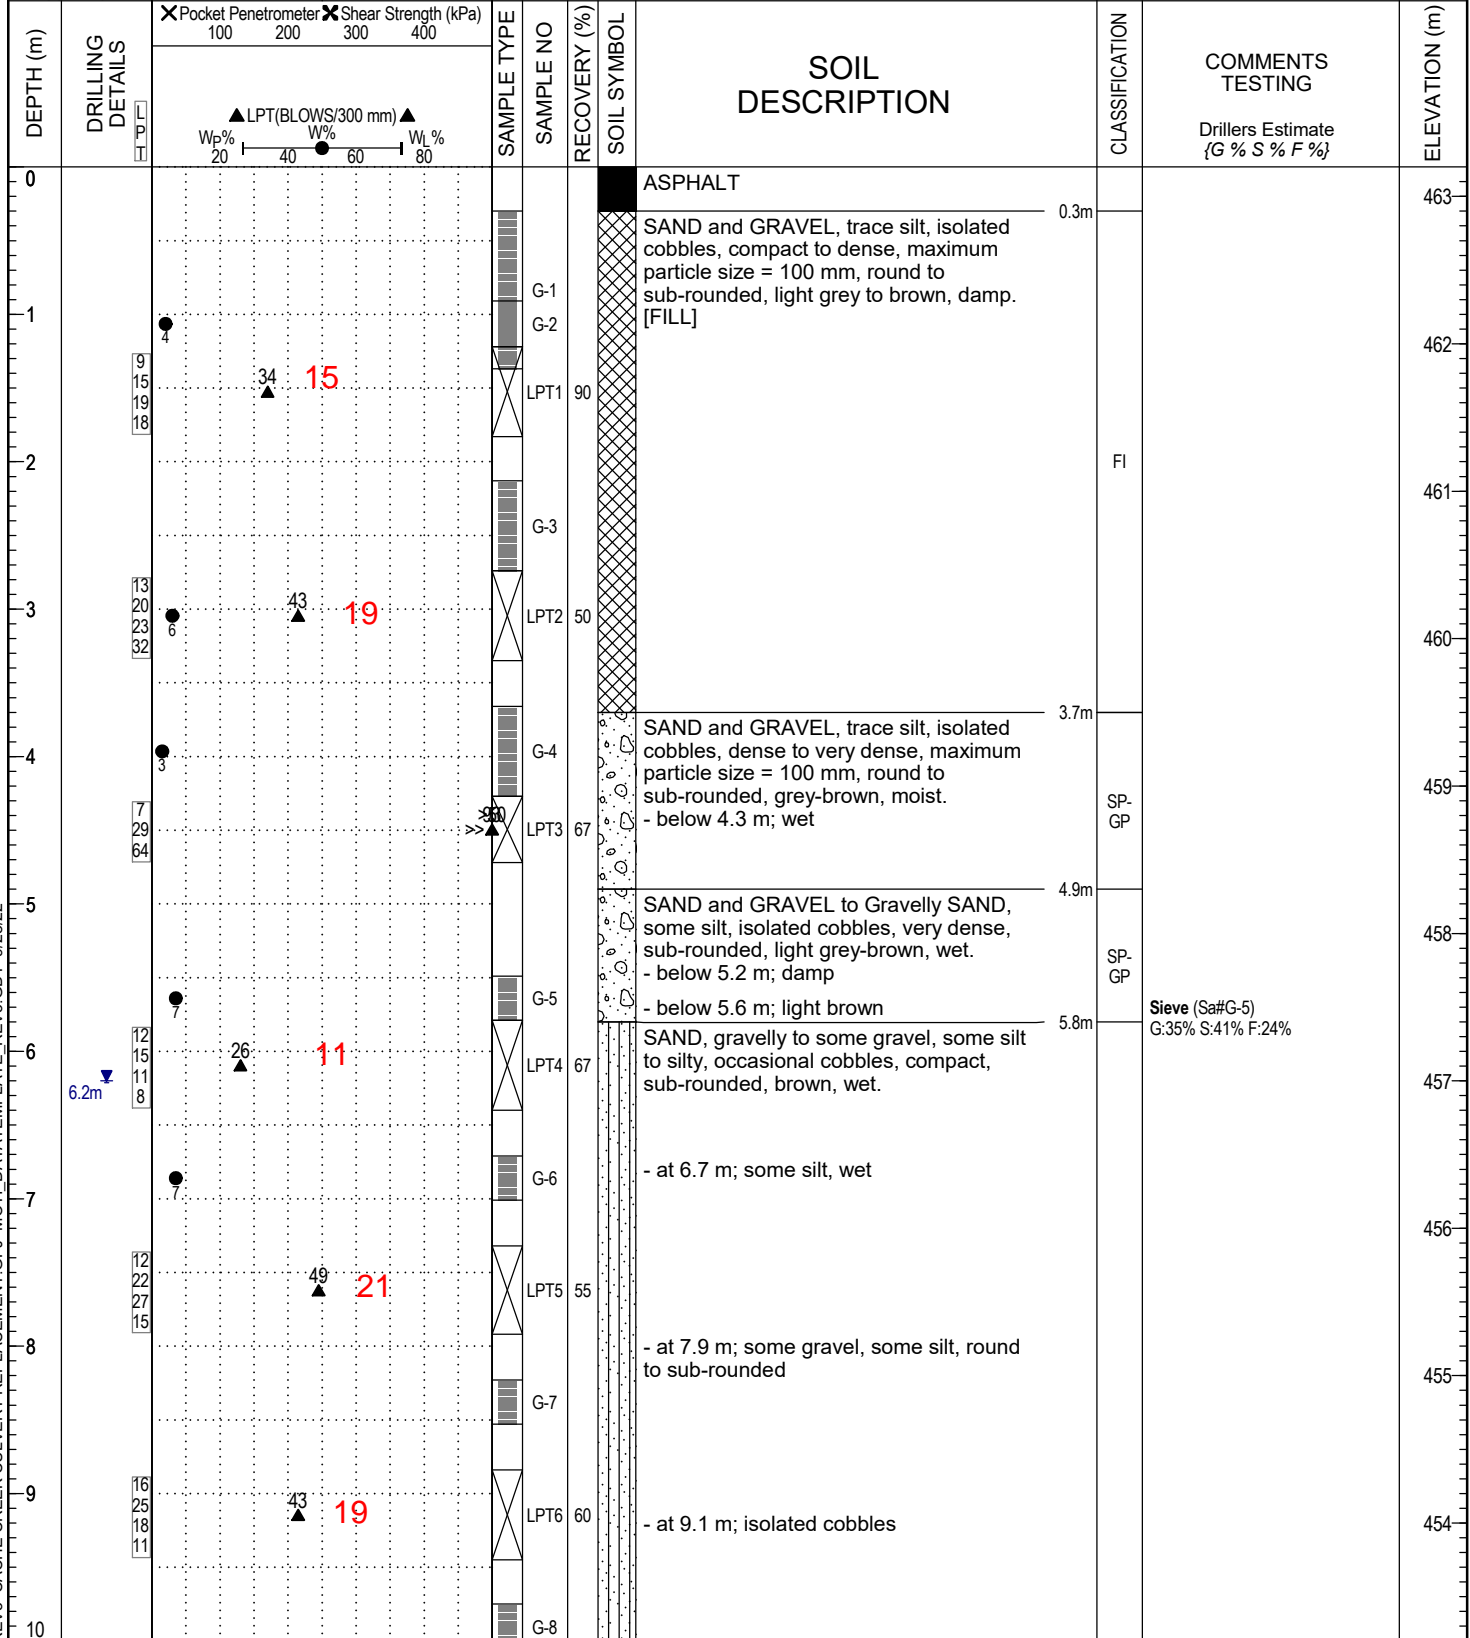 DEPTH (m)
DRILLING DETAILS
L
P
T
Pocket Penetrometer Shear Strength (kPa)
100 200 300 400
▲ LPT(BLOWS/300 mm) ▲
WP% W% WL%
20 40 60 80
SAMPLE TYPE
SAMPLE NO
RECOVERY (%)
SOIL SYMBOL
SOIL
DESCRIPTION
CLASSIFICATION
COMMENTS
TESTING
Drillers Estimate
{G % S % F %}
ELEVATION (m)
0
ASPHALT
463
0.3m
SAND and GRAVEL, trace silt, isolated
cobbles, compact to dense, maximum
particle size = 100 mm, round to
sub-rounded, light grey to brown, damp.
[FILL]
G-1
1
4
G-2
462
9
15
19
18
34
15
LPT1 90
2
FI
461
G-3
13
20
23
32
3
6
43
19
LPT2 50
460
3.7m
SAND and GRAVEL, trace silt, isolated
cobbles, dense to very dense, maximum
particle size = 100 mm, round to
sub-rounded, grey-brown, moist.
- below 4.3 m; wet
4
3
G-4
459
SP-
GP
7
29
64
>>
LPT3 67
4.9m
5
SAND and GRAVEL to Gravelly SAND,
some silt, isolated cobbles, very dense,
sub-rounded, light grey-brown, wet.
- below 5.2 m; damp
- below 5.6 m; light brown
458
SP-
GP
7
G-5
Sieve (Sa#G-5)
G:35% S:41% F:24%
5.8m
SAND, gravelly to some gravel, some silt
to silty, occasional cobbles, compact,
sub-rounded, brown, wet.
12
15
11
8
6
26
11
LPT4 67
457
6.2m
- at 6.7 m; some silt, wet
7
G-6
7
456
12
22
27
15
49
21
LPT5 55
8
- at 7.9 m; some gravel, some silt, round
to sub-rounded
455
G-7
16
25
18
11
9
43
19
LPT6 60
- at 9.1 m; isolated cobbles
454
10
G-8